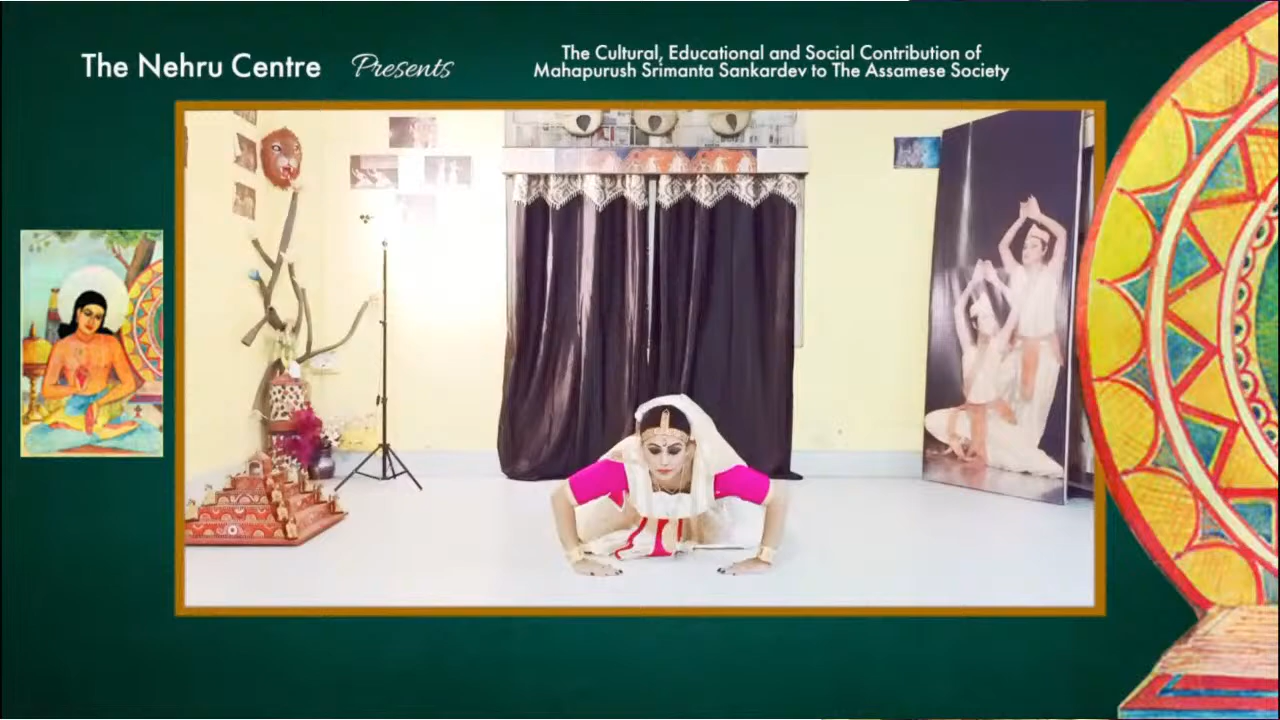 The Nehru Centre Presents
The Cultural, Educational and Social Contribution of
Mahapurush Srimanta Sankardev to The Assamese Society